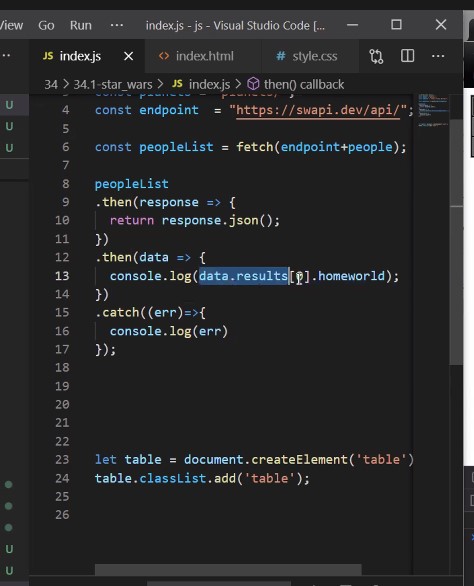 View Go Run ··· index.js - js - Visual Studio Code [...
index.js index.html style.css
34 > 34.1-star_wars > JS index.js > then() callback
4 const endpoint = "https://swapi.dev/api/";
5
6 const peopleList = fetch(endpoint+people);
7
8 peopleList
9 .then(response => {
10 return response.json();
11 })
12 .then(data => {
13 console.log(data.results[0].homeworld);
14 })
15 .catch((err)=>{
16 console.log(err)
17 });
18
19
20
21
22
23 let table = document.createElement('table')
24 table.classList.add('table');
25
26
U
U
U
U
U